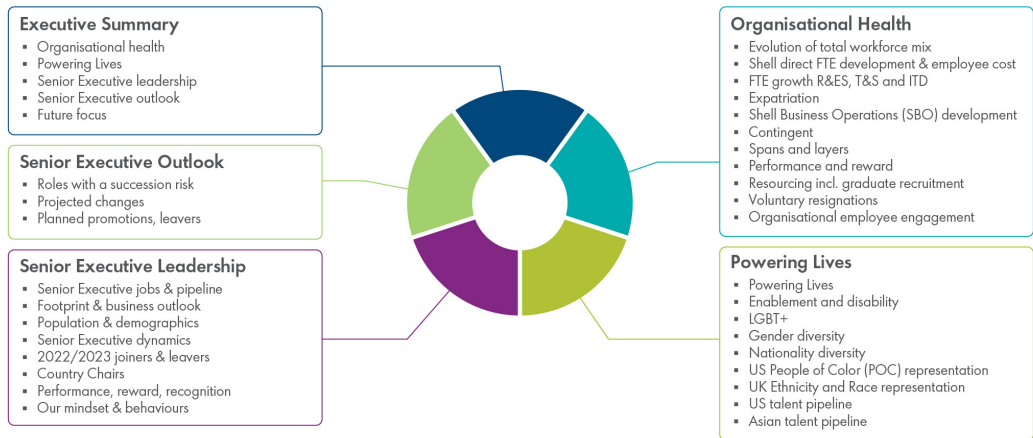 Executive Summary
▪ Organisational health
▪ Powering Lives
▪ Senior Executive leadership
▪ Senior Executive outlook
▪ Future focus
Senior Executive Outlook
▪ Roles with a succession risk
▪ Projected changes
▪ Planned promotions, leavers
Senior Executive Leadership
▪ Senior Executive jobs & pipeline
▪ Footprint & business outlook
▪ Population & demographics
▪ Senior Executive dynamics
▪ 2022/2023 joiners & leavers
▪ Country Chairs
▪ Performance, reward, recognition
▪ Our mindset & behaviours
Organisational Health
▪ Evolution of total workforce mix
▪ Shell direct FTE development & employee cost
▪ FTE growth R&ES, T&S and ITD
▪ Expatriation
▪ Shell Business Operations (SBO) development
▪ Contingent
▪ Spans and layers
▪ Performance and reward
▪ Resourcing incl. graduate recruitment
▪ Voluntary resignations
▪ Organisational employee engagement
Powering Lives
▪ Powering Lives
▪ Enablement and disability
▪ LGBT+
▪ Gender diversity
▪ Nationality diversity
▪ US People of Color (POC) representation
▪ UK Ethnicity and Race representation
▪ US talent pipeline
▪ Asian talent pipeline